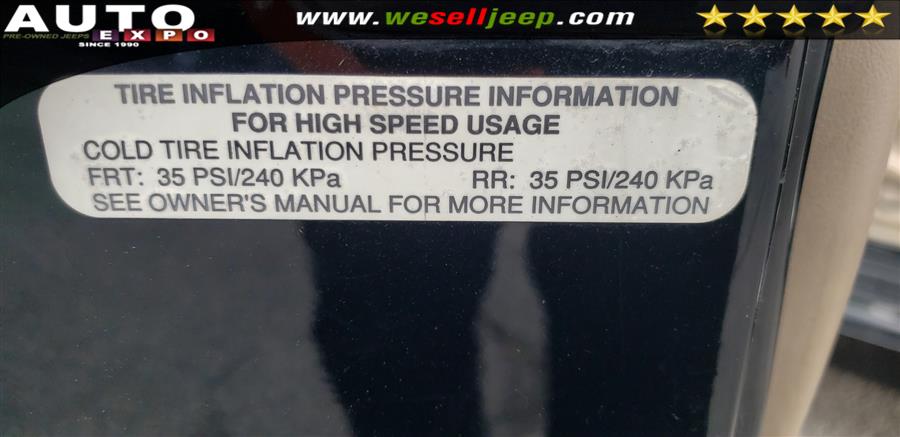 AUTO
PRE-OWNED JEEPS
EXPO
SINCE 1990
www.weselljeep.com
TIRE INFLATION PRESSURE INFORMATION
FOR HIGH SPEED USAGE
COLD TIRE INFLATION PRESSURE
FRT: 35 PSI/240 KPa RR: 35 PSI/240 KPa
SEE OWNER'S MANUAL FOR MORE INFORMATION